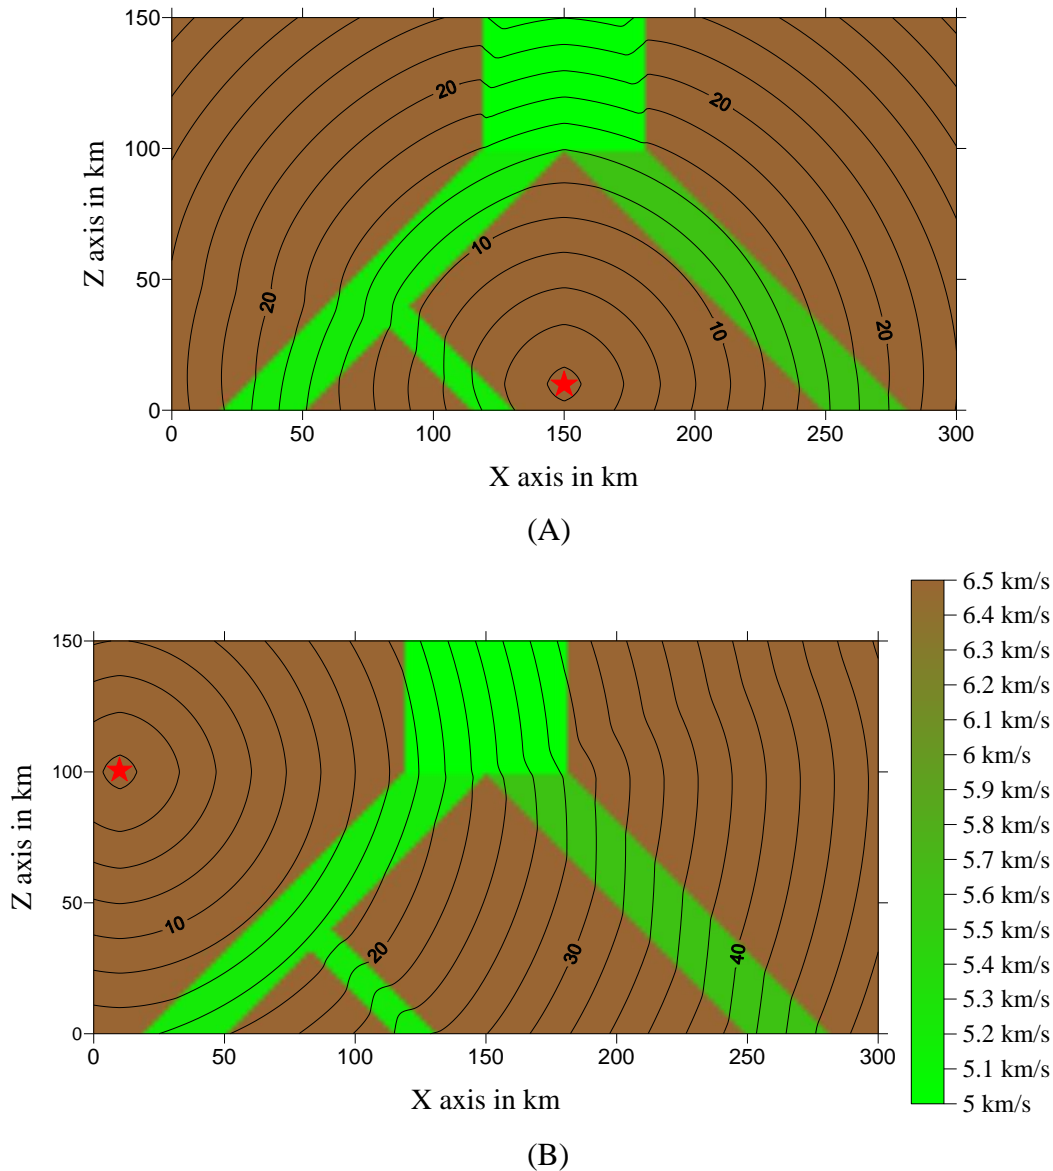 150
100
50
0
Z axis in km
20
20
10
20
10
20
0
50
100
150
200
250
300
X axis in km
(A)
150
100
50
0
Z axis in km
10
20
30
40
0
50
100
150
200
250
300
X axis in km
(B)
6.5 km/s
6.4 km/s
6.3 km/s
6.2 km/s
6.1 km/s
6 km/s
5.9 km/s
5.8 km/s
5.7 km/s
5.6 km/s
5.5 km/s
5.4 km/s
5.3 km/s
5.2 km/s
5.1 km/s
5 km/s